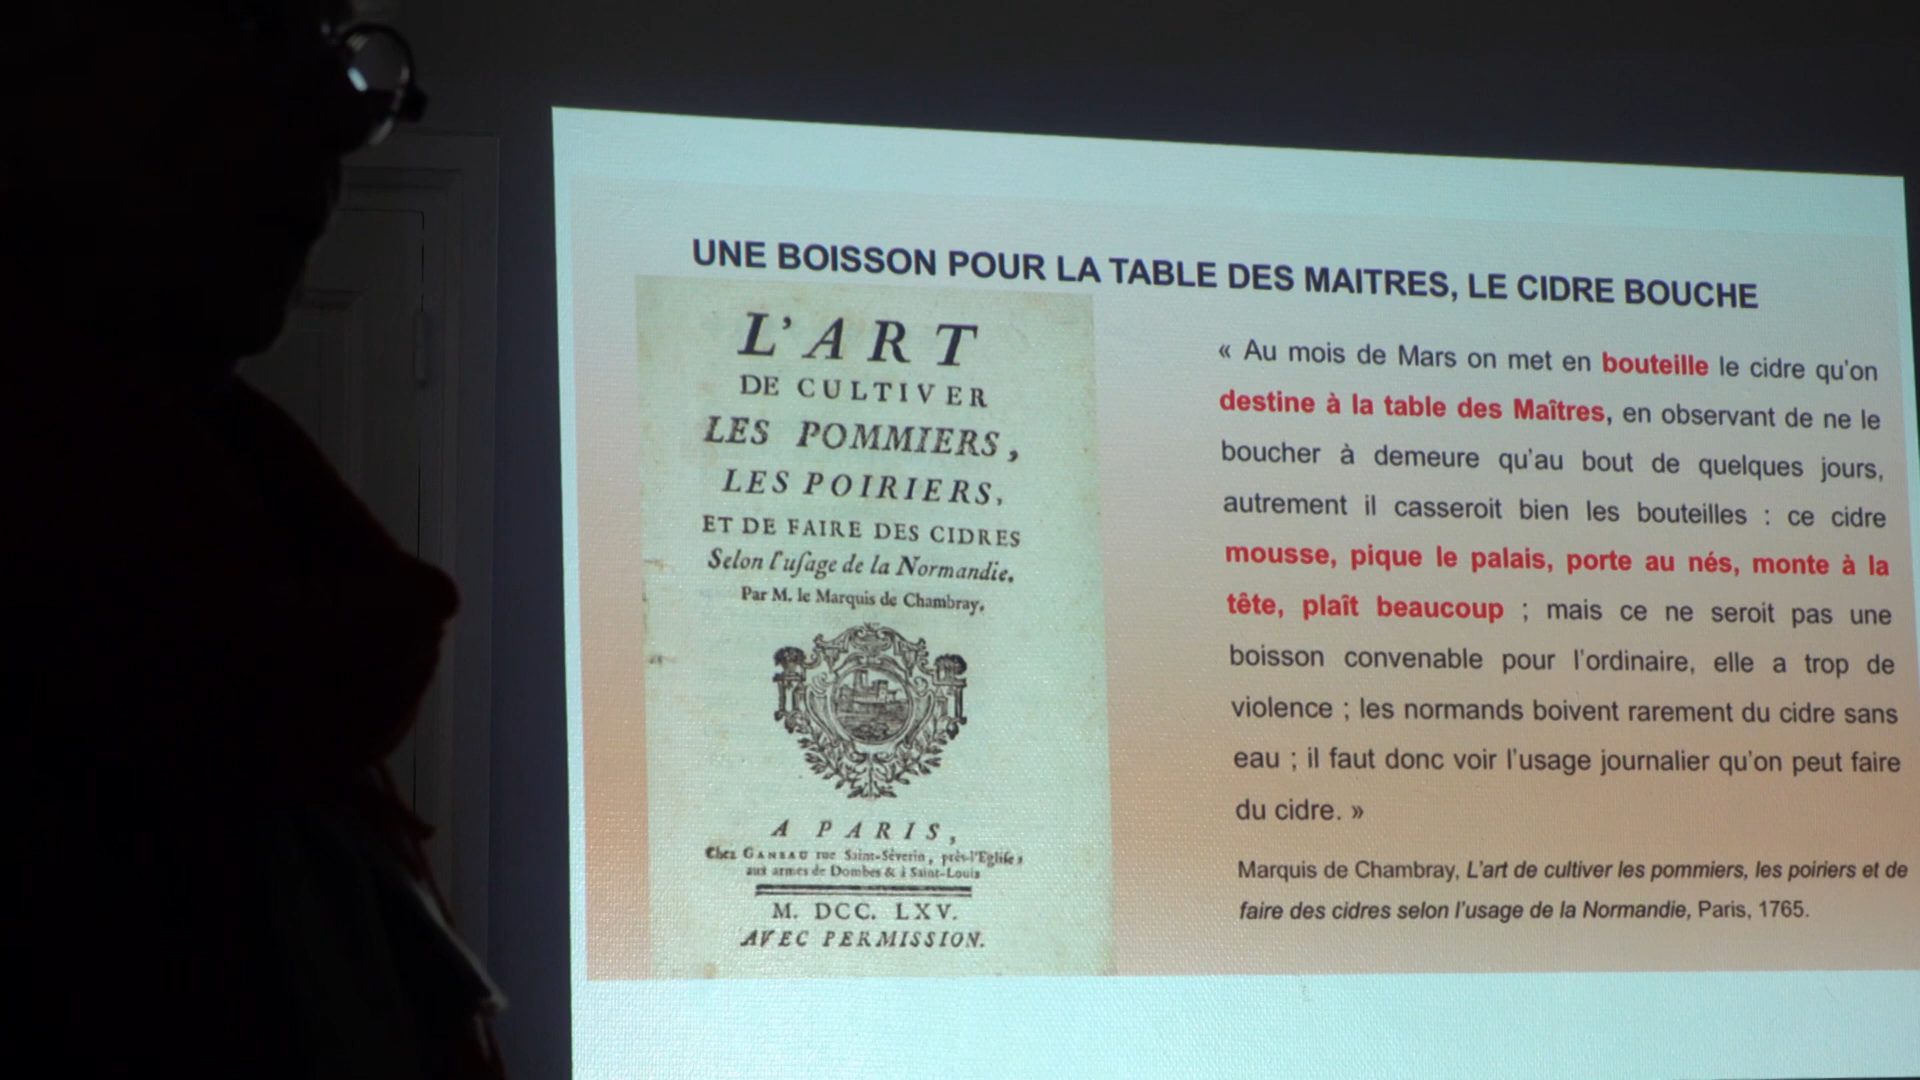 UNE BOISSON POUR LA TABLE DES MAITRES, LE CIDRE BOUCHE
L'ART
DE CULTIVER
LES POMMIERS,
LES POIRIERS,
ET DE FAIRE DES CIDRES
Selon l'uſage de la Normandie.
Par M. le Marquis de Chambray.
A PARIS,
Chez GANEAU rue Saint-Séverin, près l'Egliſe,
aux armes de Dombes & à Saint-Louis
M. DCC. LXV.
AVEC PERMISSION.
« Au mois de Mars on met en bouteille le cidre qu'on
destine à la table des Maîtres, en observant de ne le
boucher à demeure qu'au bout de quelques jours,
autrement il casseroit bien les bouteilles : ce cidre
mousse, pique le palais, porte au nés, monte à la
tête, plaît beaucoup ; mais ce ne seroit pas une
boisson convenable pour l'ordinaire, elle a trop de
violence ; les normands boivent rarement du cidre sans
eau ; il faut donc voir l'usage journalier qu'on peut faire
du cidre. »
Marquis de Chambray, L'art de cultiver les pommiers, les poiriers et de
faire des cidres selon l'usage de la Normandie, Paris, 1765.